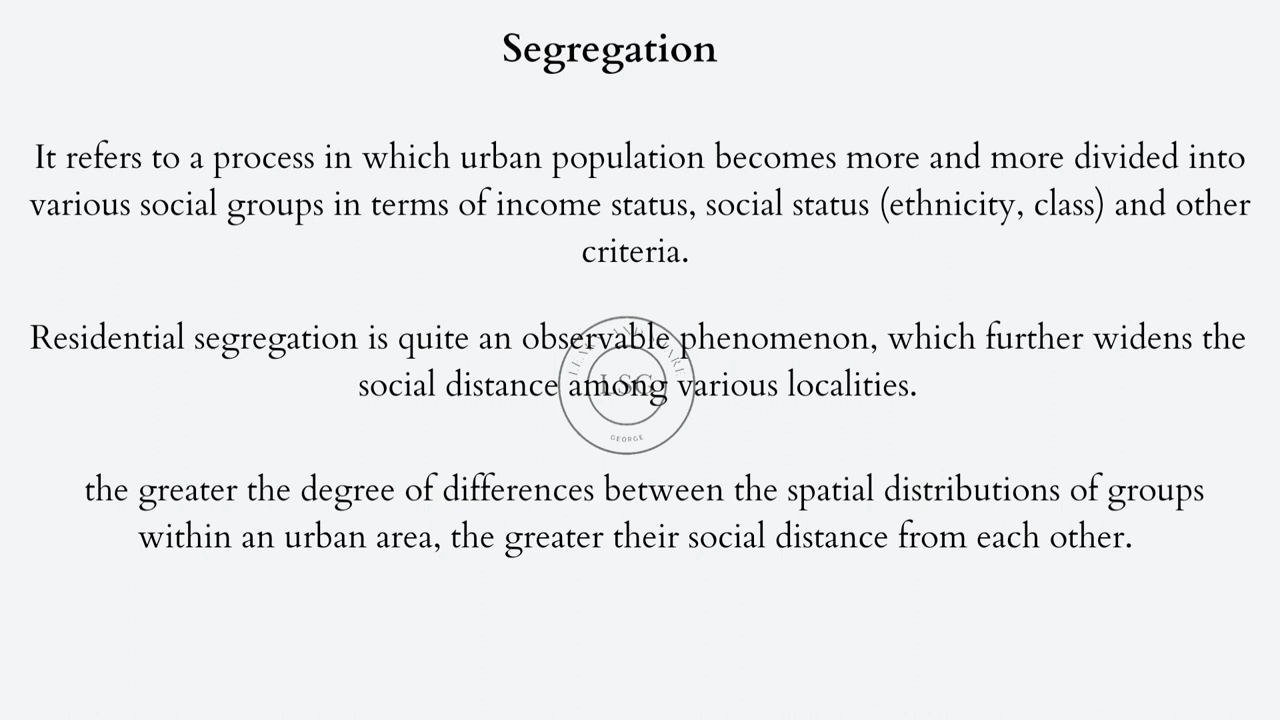 Segregation
It refers to a process in which urban population becomes more and more divided into
various social groups in terms of income status, social status (ethnicity, class) and other
criteria.
Residential segregation is quite an observable phenomenon, which further widens the
social distance among various localities.
LSG
GEORGE
the greater the degree of differences between the spatial distributions of groups
within an urban area, the greater their social distance from each other.